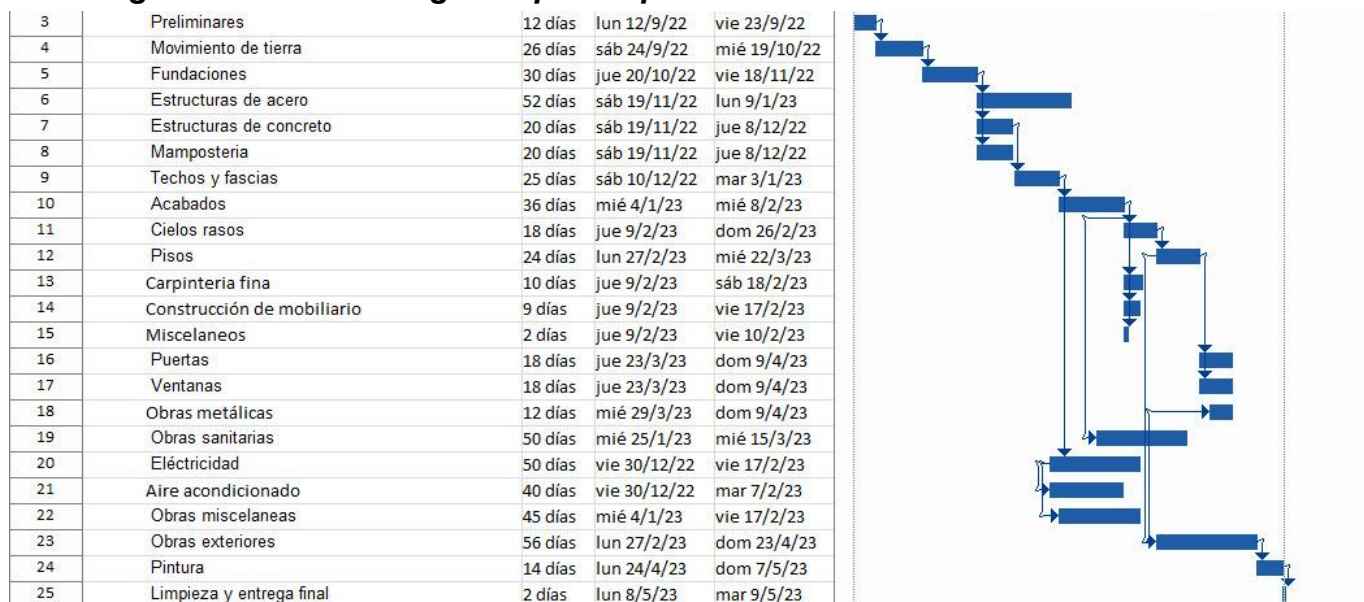 3 Preliminares 12 días lun 12/9/22 vie 23/9/22
4 Movimiento de tierra 26 días sáb 24/9/22 mié 19/10/22
5 Fundaciones 30 días jue 20/10/22 vie 18/11/22
6 Estructuras de acero 52 días sáb 19/11/22 lun 9/1/23
7 Estructuras de concreto 20 días sáb 19/11/22 jue 8/12/22
8 Mamposteria 20 días sáb 19/11/22 jue 8/12/22
9 Techos y fascias 25 días sáb 10/12/22 mar 3/1/23
10 Acabados 36 días mié 4/1/23 mié 8/2/23
11 Cielos rasos 18 días jue 9/2/23 dom 26/2/23
12 Pisos 24 días lun 27/2/23 mié 22/3/23
13 Carpinteria fina 10 días jue 9/2/23 sáb 18/2/23
14 Construcción de mobiliario 9 días jue 9/2/23 vie 17/2/23
15 Miscelaneos 2 días jue 9/2/23 vie 10/2/23
16 Puertas 18 días jue 23/3/23 dom 9/4/23
17 Ventanas 18 días jue 23/3/23 dom 9/4/23
18 Obras metálicas 12 días mié 29/3/23 dom 9/4/23
19 Obras sanitarias 50 días mié 25/1/23 mié 15/3/23
20 Eléctricidad 50 días vie 30/12/22 vie 17/2/23
21 Aire acondicionado 40 días vie 30/12/22 mar 7/2/23
22 Obras miscelaneas 45 días mié 4/1/23 vie 17/2/23
23 Obras exteriores 56 días lun 27/2/23 dom 23/4/23
24 Pintura 14 días lun 24/4/23 dom 7/5/23
25 Limpieza y entrega final 2 días lun 8/5/23 mar 9/5/23